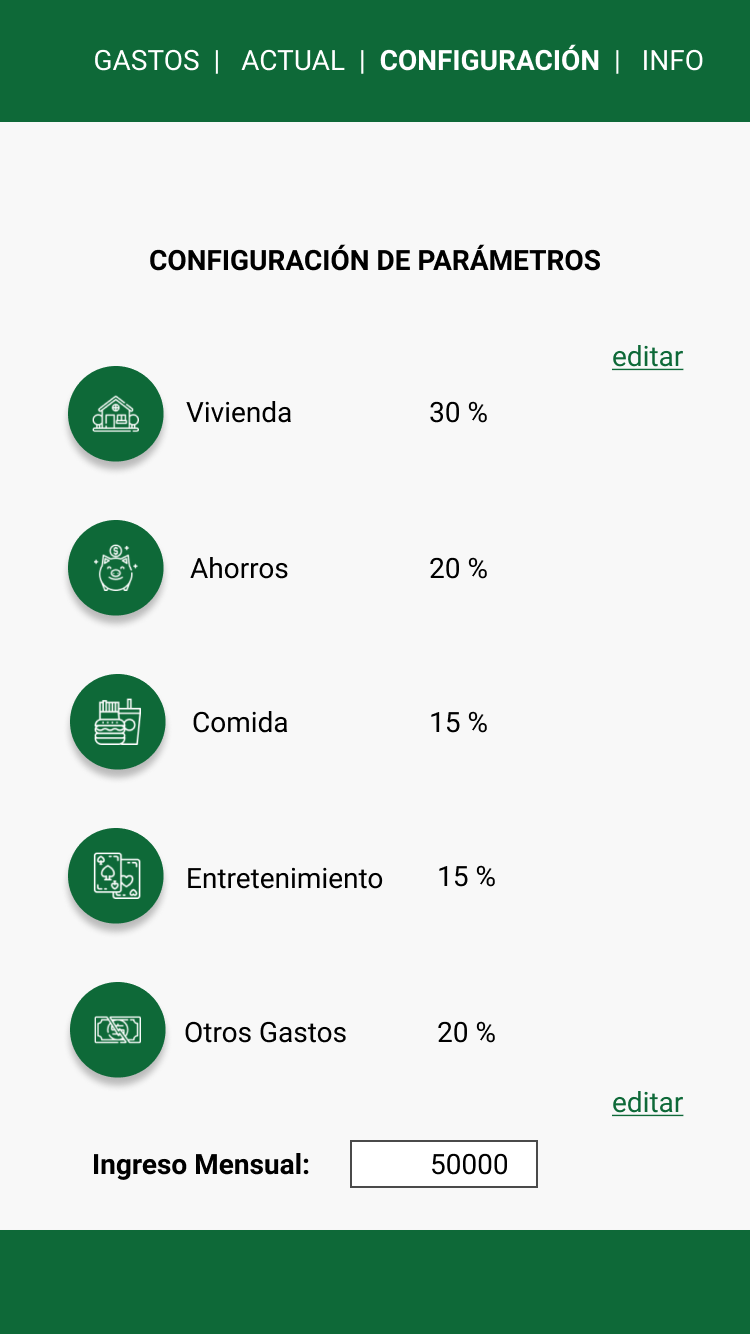 GASTOS | ACTUAL | CONFIGURACIÓN | INFO
CONFIGURACIÓN DE PARÁMETROS
editar
Vivienda 30 %
Ahorros 20 %
Comida 15 %
Entretenimiento 15 %
Otros Gastos 20 %
editar
Ingreso Mensual: 50000